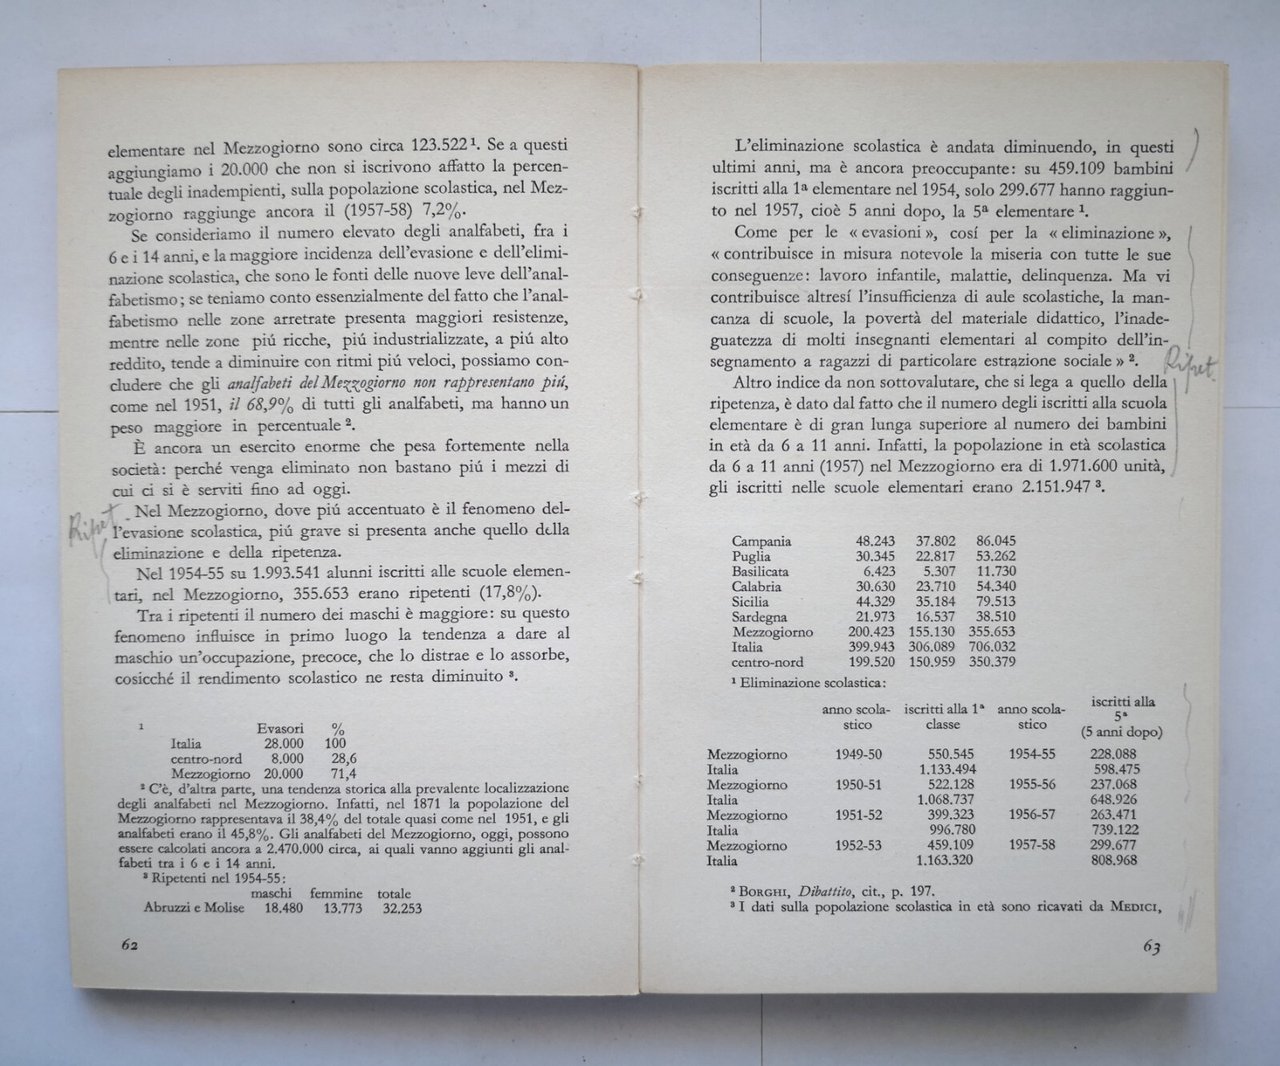 elementare nel Mezzogiorno sono circa 123.522 ¹. Se a questi
aggiungiamo i 20.000 che non si iscrivono affatto la percen-
tuale degli inadempienti, sulla popolazione scolastica, nel Mez-
zogiorno raggiunge ancora il (1957-58) 7,2%.
Se consideriamo il numero elevato degli analfabeti, fra i
6 e i 14 anni, e la maggiore incidenza dell'evasione e dell'elimi-
nazione scolastica, che sono le fonti delle nuove leve dell'anal-
fabetismo; se teniamo conto essenzialmente del fatto che l'anal-
fabetismo nelle zone arretrate presenta maggiori resistenze,
mentre nelle zone piú ricche, piú industrializzate, a piú alto
reddito, tende a diminuire con ritmi piú veloci, possiamo con-
cludere che gli analfabeti del Mezzogiorno non rappresentano piú,
come nel 1951, il 68,9% di tutti gli analfabeti, ma hanno un
peso maggiore in percentuale ².
È ancora un esercito enorme che pesa fortemente nella
società: perché venga eliminato non bastano piú i mezzi di
cui ci si è serviti fino ad oggi.
Nel Mezzogiorno, dove piú accentuato è il fenomeno del-
l'evasione scolastica, piú grave si presenta anche quello della
eliminazione e della ripetenza.
Nel 1954-55 su 1.993.541 alunni iscritti alle scuole elemen-
tari, nel Mezzogiorno, 355.653 erano ripetenti (17,8%).
Tra i ripetenti il numero dei maschi è maggiore: su questo
fenomeno influisce in primo luogo la tendenza a dare al
maschio un'occupazione, precoce, che lo distrae e lo assorbe,
cosicché il rendimento scolastico ne resta diminuito ³.
¹ Evasori %
Italia 28.000 100
centro-nord 8.000 28,6
Mezzogiorno 20.000 71,4
² C'è, d'altra parte, una tendenza storica alla prevalente localizzazione
degli analfabeti nel Mezzogiorno. Infatti, nel 1871 la popolazione del
Mezzogiorno rappresentava il 38,4% del totale quasi come nel 1951, e gli
analfabeti erano il 45,8%. Gli analfabeti del Mezzogiorno, oggi, possono
essere calcolati ancora a 2.470.000 circa, ai quali vanno aggiunti gli anal-
fabeti tra i 6 e i 14 anni.
³ Ripetenti nel 1954-55:
maschi femmine totale
Abruzzi e Molise 18.480 13.773 32,253
62
L'eliminazione scolastica è andata diminuendo, in questi
ultimi anni, ma è ancora preoccupante: su 459.109 bambini
iscritti alla 1ª elementare nel 1954, solo 299.677 hanno raggiun-
to nel 1957, cioè 5 anni dopo, la 5ª elementare ¹.
Come per le « evasioni », cosí per la « eliminazione »,
« contribuisce in misura notevole la miseria con tutte le sue
conseguenze: lavoro infantile, malattie, delinquenza. Ma vi
contribuisce altresí l'insufficienza di aule scolastiche, la man-
canza di scuole, la povertà del materiale didattico, l'inade-
guatezza di molti insegnanti elementari al compito dell'in-
segnamento a ragazzi di particolare estrazione sociale » ².
Altro indice da non sottovalutare, che si lega a quello della
ripetenza, è dato dal fatto che il numero degli iscritti alla scuola
elementare è di gran lunga superiore al numero dei bambini
in età da 6 a 11 anni. Infatti, la popolazione in età scolastica
da 6 a 11 anni (1957) nel Mezzogiorno era di 1.971.600 unità,
gli iscritti nelle scuole elementari erano 2.151.947 ³.
Campania 48.243 37.802 86.045
Puglia 30.345 22.817 53.262
Basilicata 6.423 5.307 11.730
Calabria 30.630 23.710 54.340
Sicilia 44.329 35.184 79.513
Sardegna 21.973 16.537 38.510
Mezzogiorno 200.423 155.130 355.653
Italia 399.943 306.089 706.032
centro-nord 199.520 150.959 350.379
¹ Eliminazione scolastica:
anno scola- iscritti alla 1ª anno scola- iscritti alla
stico classe stico 5ª
(5 anni dopo)
Mezzogiorno 1949-50 550.545 1954-55 228.088
Italia 1.133.494 598.475
Mezzogiorno 1950-51 522.128 1955-56 237.068
Italia 1.068.737 648.926
Mezzogiorno 1951-52 399.323 1956-57 263.471
Italia 996.780 739.122
Mezzogiorno 1952-53 459.109 1957-58 299.677
Italia 1.163.320 808.968
² BORGHI, Dibattito, cit., p. 197.
³ I dati sulla popolazione scolastica in età sono ricavati da MEDICI,
63